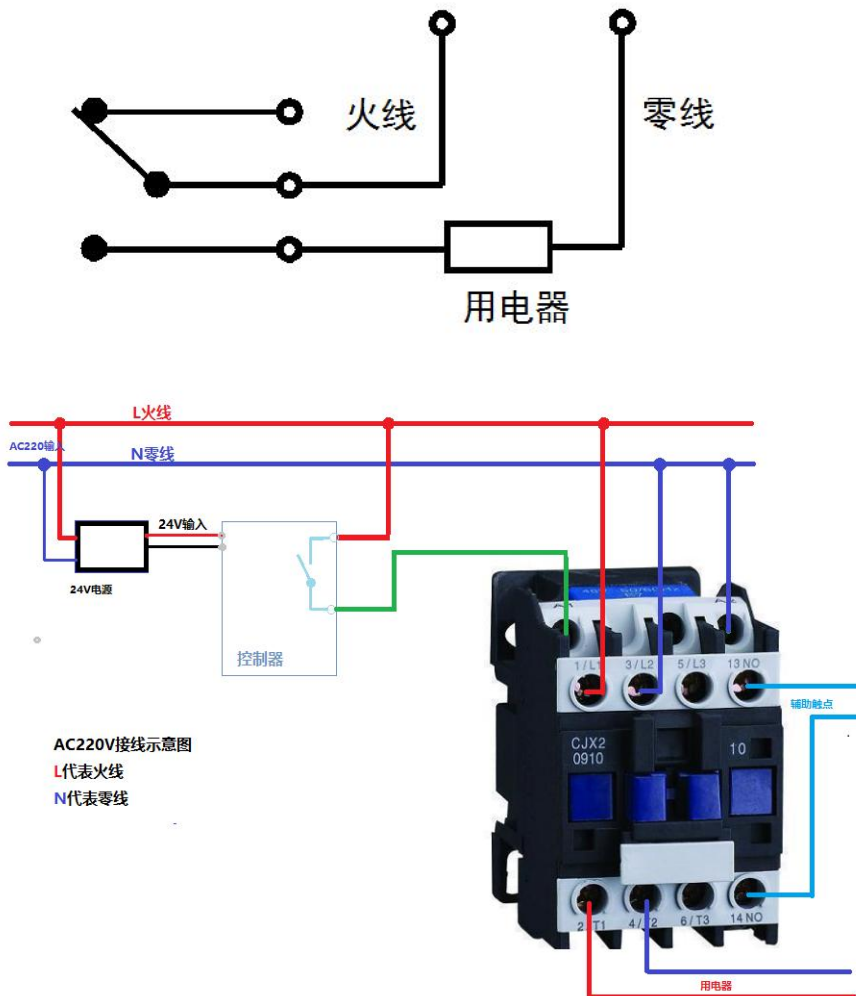 火线
零线
用电器
L火线
AC220输入
N零线
24V输入
24V电源
控制器
AC220V接线示意图
L代表火线
N代表零线
1/L1 3/L2 5/L3 13NO
辅助触点
CJX2
0910
10
2/T1 4/T2 6/T3 14NO
用电器